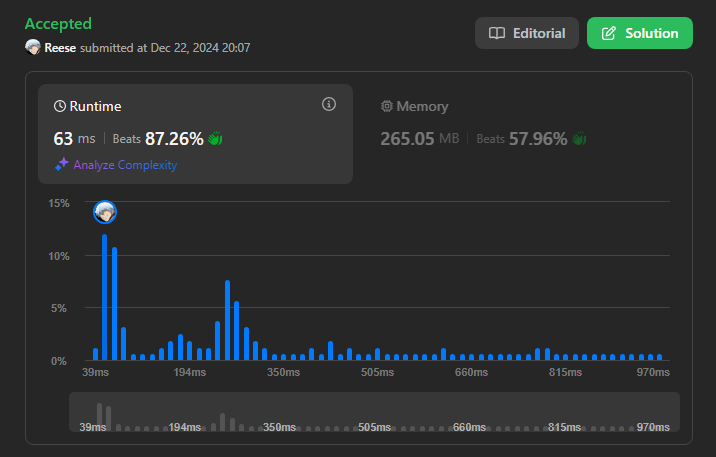 Accepted
Reese submitted at Dec 22, 2024 20:07
Editorial
Solution
Runtime
63 ms | Beats 87.26%
Analyze Complexity
Memory
265.05 MB | Beats 57.96%
15%
10%
5%
0%
39ms 194ms 350ms 505ms 660ms 815ms 970ms
39ms 194ms 350ms 505ms 660ms 815ms 970ms